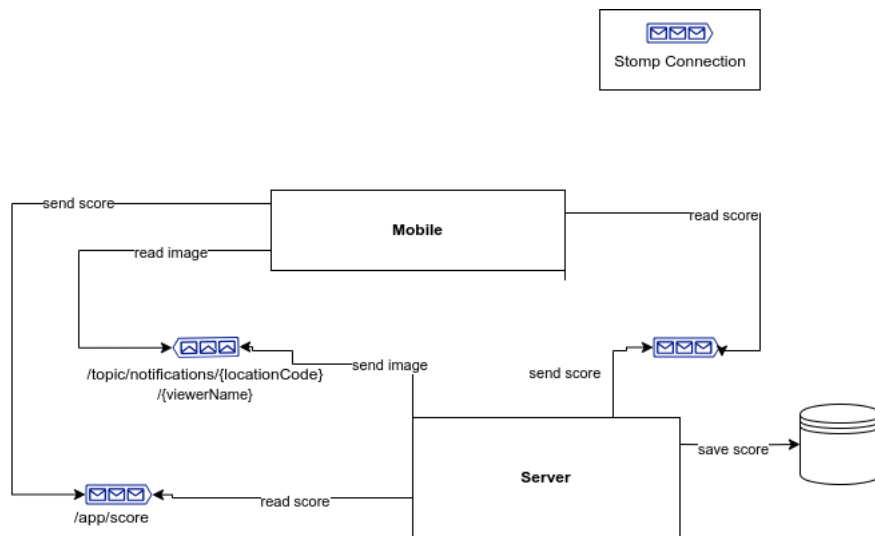 Stomp Connection
send score
read score
Mobile
read image
/topic/notifications/{locationCode}
/{viewerName}
send image
send score
save score
Server
read score
/app/score